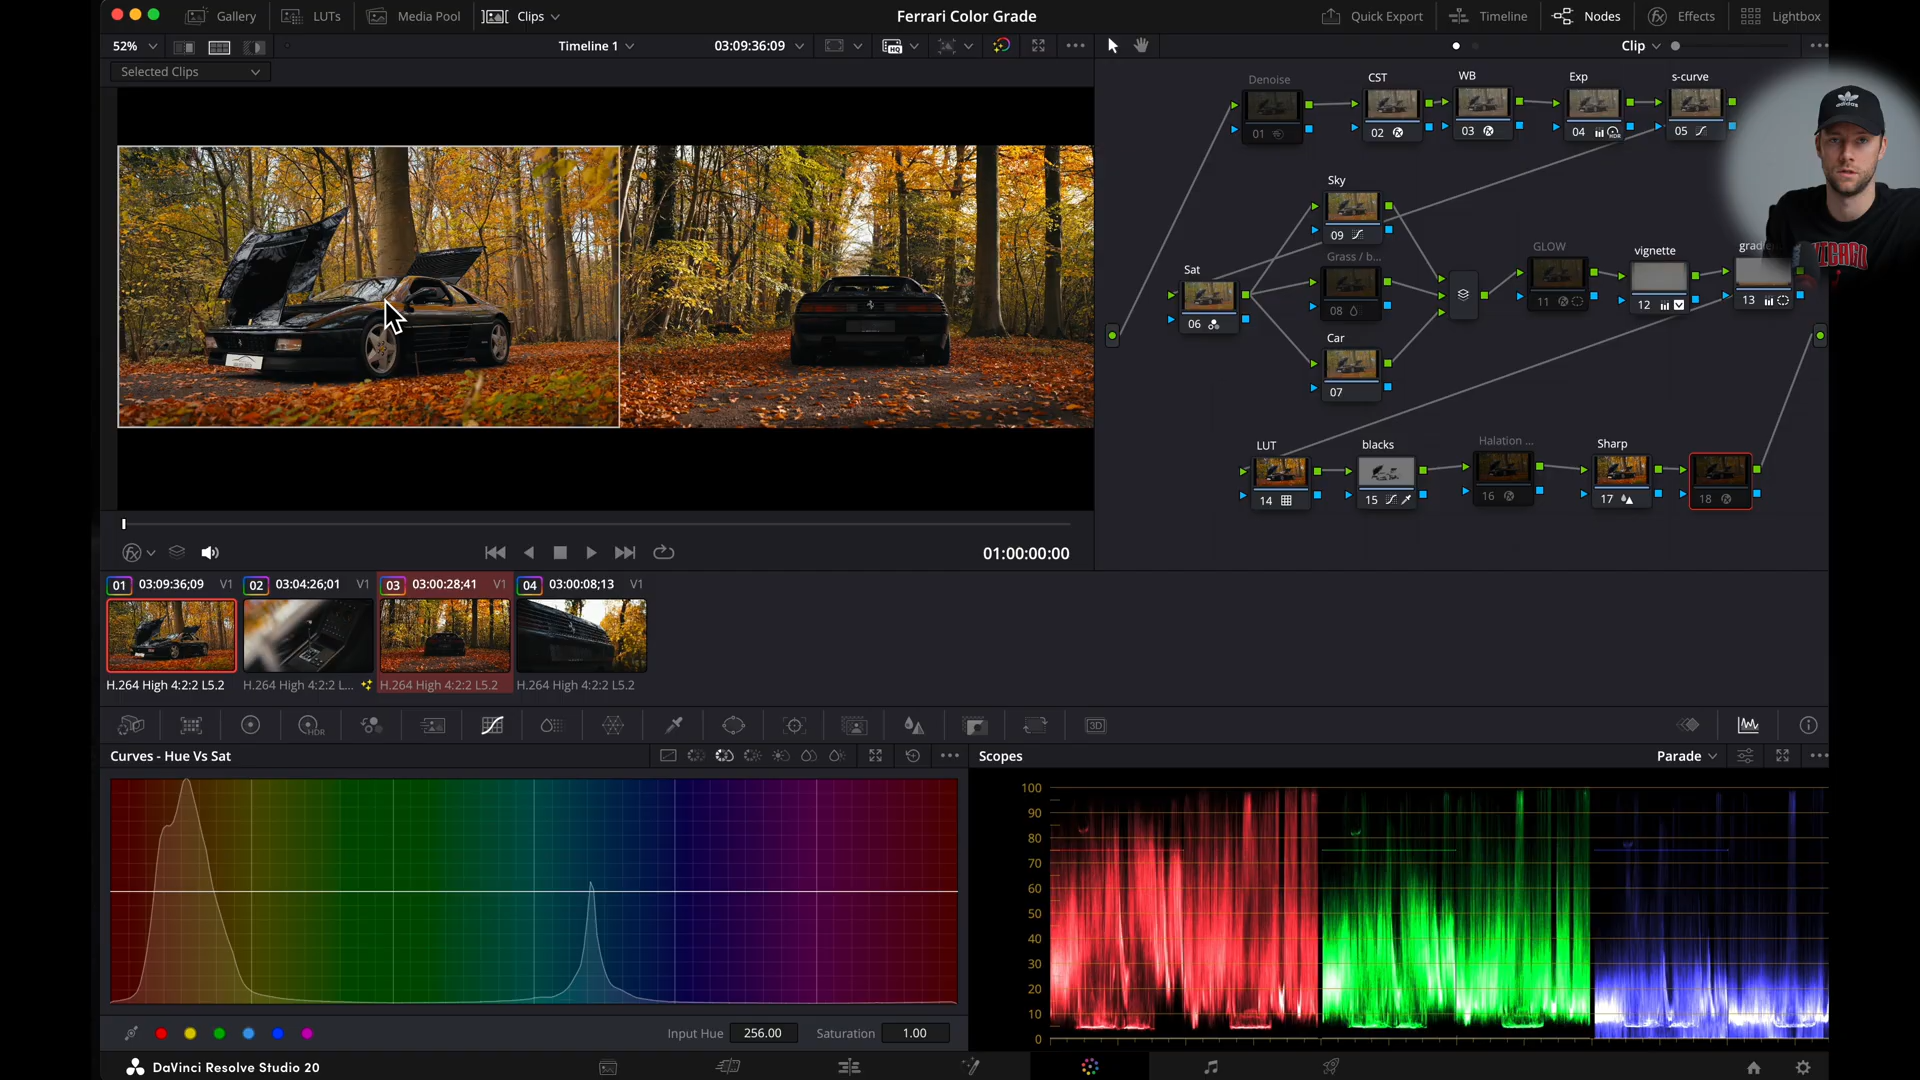 Gallery
LUTs
Media Pool
Clips
Ferrari Color Grade
Quick Export
Timeline
Nodes
Effects
Lightbox
52%
Timeline 1
03:09:36:09
HQ
Clip
Selected Clips
Denoise
01
CST
02
WB
03
Exp
04
HDR
s-curve
05
Sky
09
Grass / b...
08
Car
07
Sat
06
GLOW
11
vignette
12
13
CHICAGO
adidas
LUT
14
blacks
15
Halation ...
16
Sharp
17
18
01:00:00:00
01 03:09:36;09 V1
02 03:04:26;01 V1
03 03:00:28;41 V1
04 03:00:08;13 V1
H.264 High 4:2:2 L5.2
H.264 High 4:2:2 L...
H.264 High 4:2:2 L5.2
H.264 High 4:2:2 L5.2
HDR
3D
Curves - Hue Vs Sat
Scopes
Parade
100
90
80
70
60
50
40
30
20
10
0
Input Hue 256.00
Saturation 1.00
DaVinci Resolve Studio 20